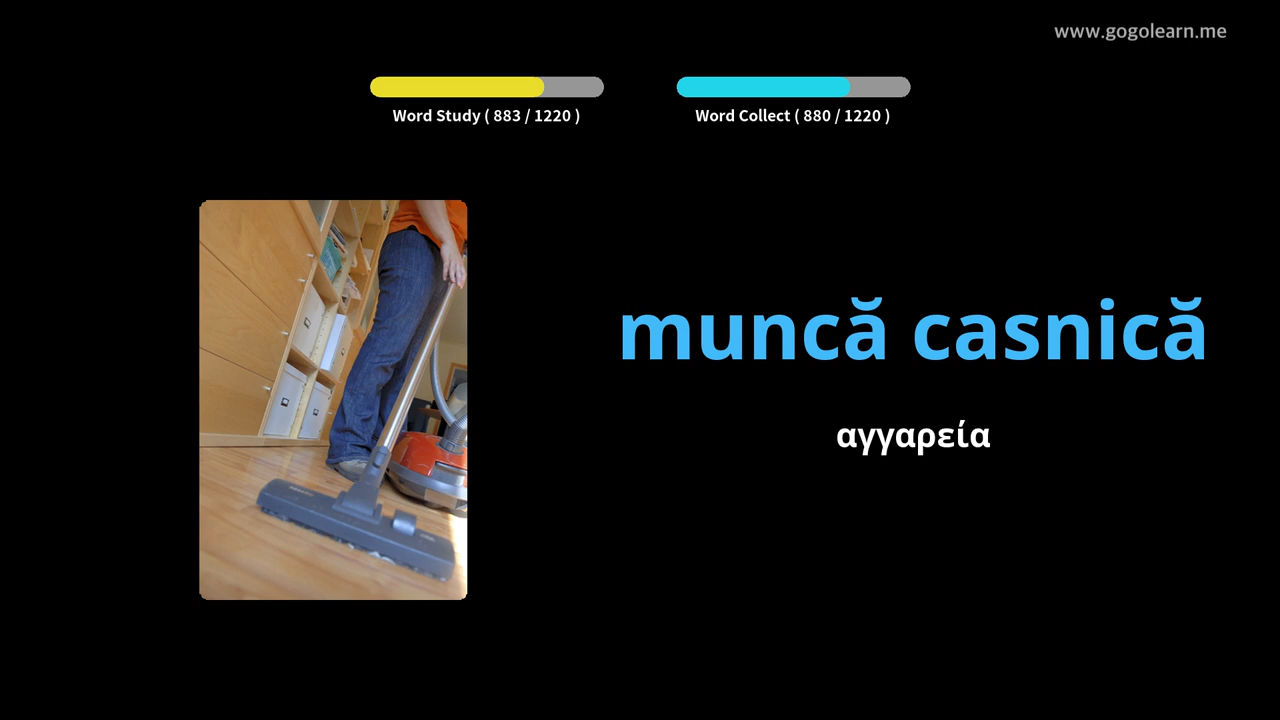 www.gogolearn.me
Word Study ( 883 / 1220 )
Word Collect ( 880 / 1220 )
muncă casnică
αγγαρεία